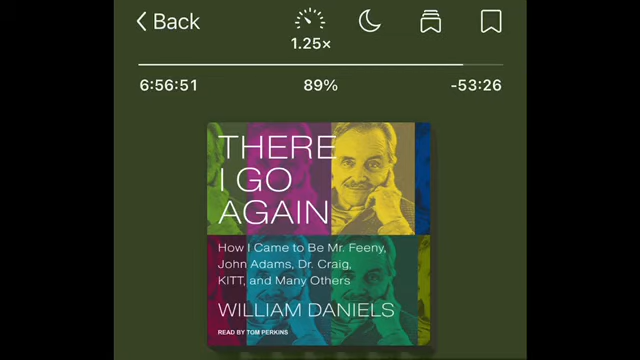 Back
1.25×
6:56:51 89% -53:26
THERE
I GO
AGAIN
How I Came to Be Mr. Feeny,
John Adams, Dr. Craig,
KITT, and Many Others
WILLIAM DANIELS
READ BY TOM PERKINS